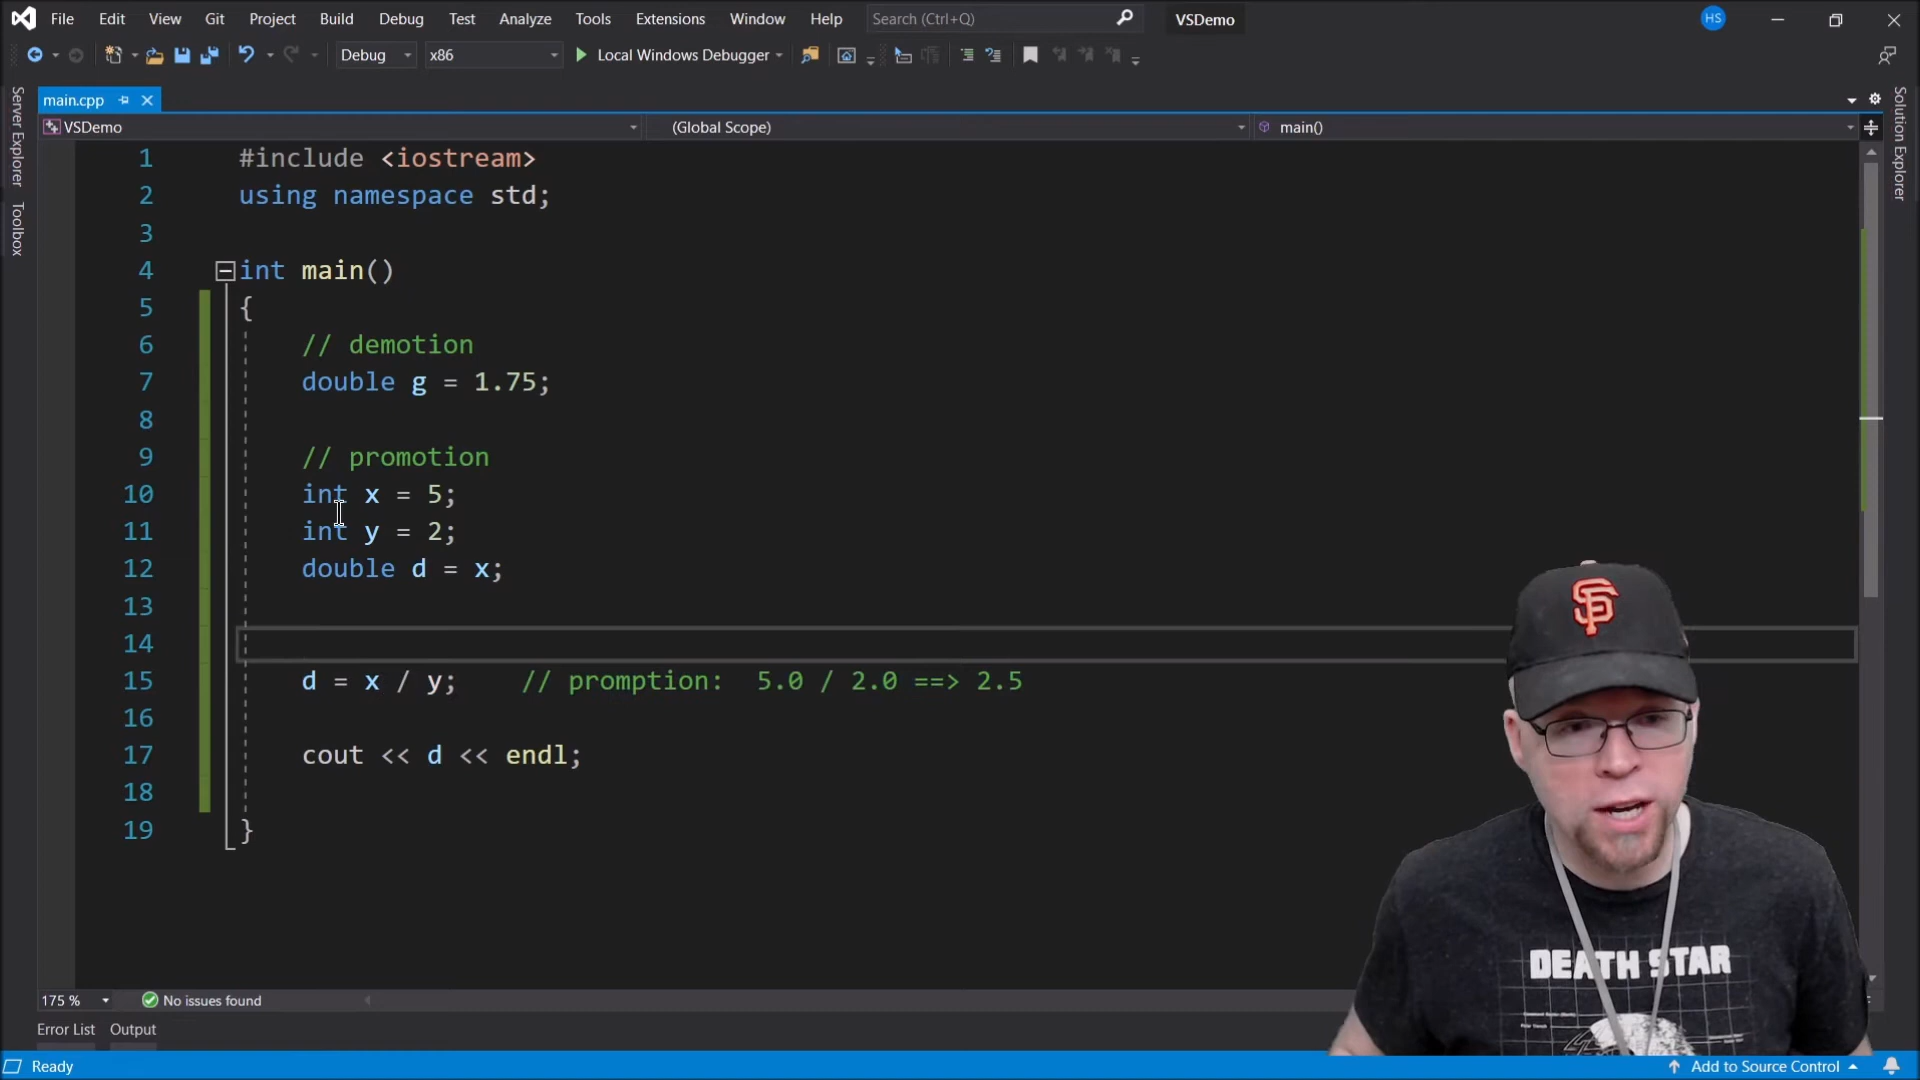 File Edit View Git Project Build Debug Test Analyze Tools Extensions Window Help Search (Ctrl+Q) VSDemo HS
Debug x86 Local Windows Debugger
Server Explorer
Toolbox
Solution Explorer
main.cpp
VSDemo (Global Scope) main()
1 #include <iostream>
2 using namespace std;
3
4 int main()
5 {
6 // demotion
7 double g = 1.75;
8
9 // promotion
10 int x = 5;
11 int y = 2;
12 double d = x;
13
14
15 d = x / y; // promption: 5.0 / 2.0 ==> 2.5
16
17 cout << d << endl;
18
19 }
SF
DEATH STAR
175 % No issues found
Error List Output
Ready Add to Source Control